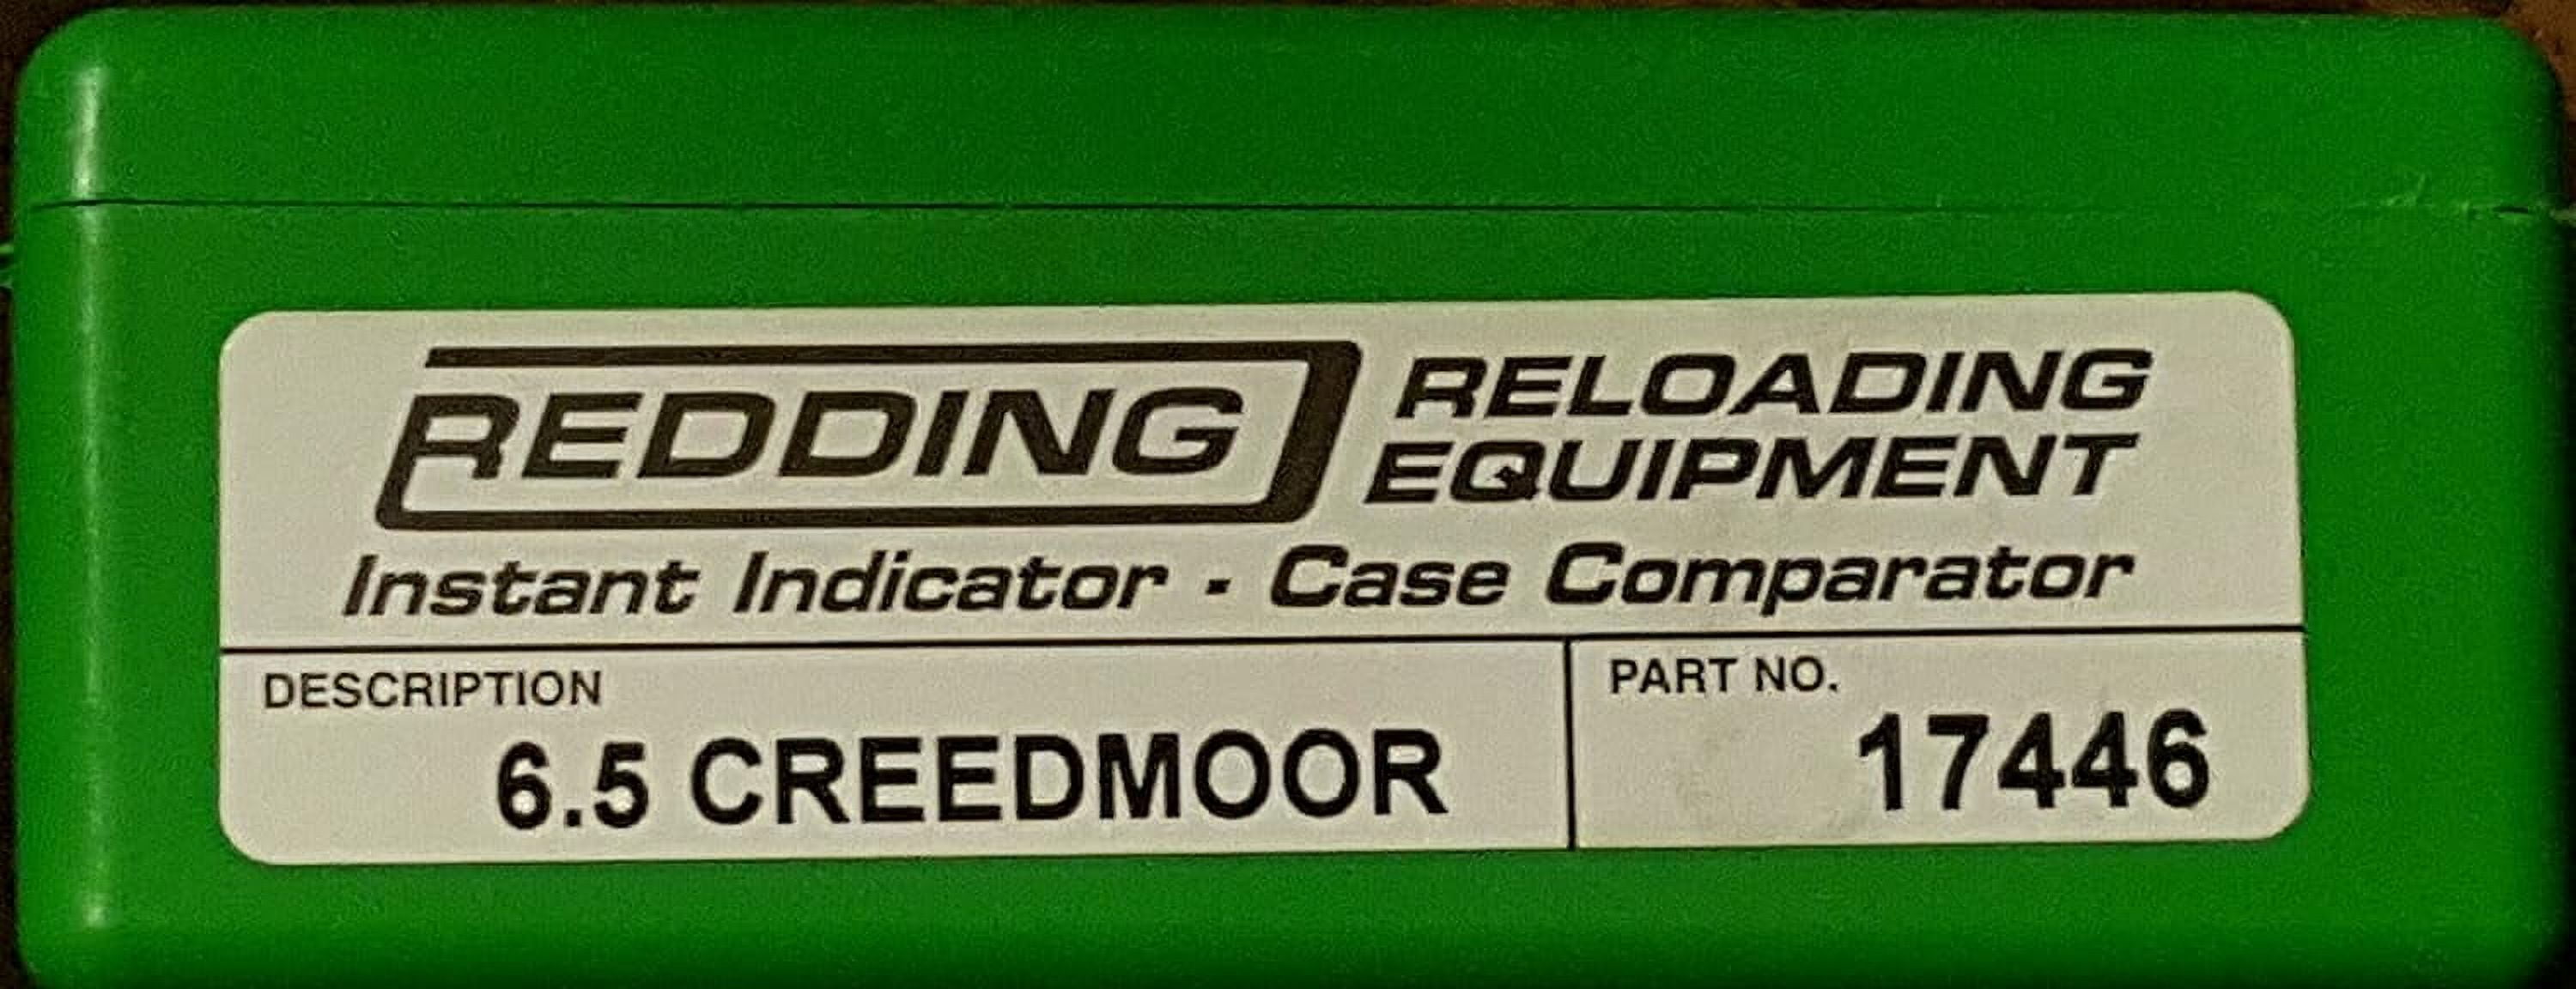 REDDING RELOADING
EQUIPMENT
Instant Indicator - Case Comparator
DESCRIPTION
6.5 CREEDMOOR
PART NO.
17446